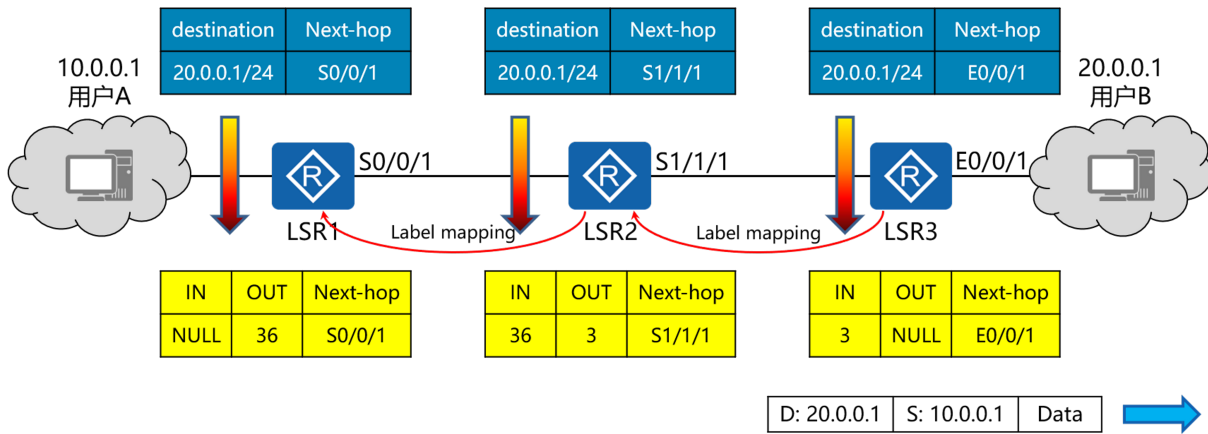 destination Next-hop
20.0.0.1/24 S0/0/1
destination Next-hop
20.0.0.1/24 S1/1/1
destination Next-hop
20.0.0.1/24 E0/0/1
10.0.0.1
用户A
20.0.0.1
用户B
S0/0/1
S1/1/1
E0/0/1
R
R
R
LSR1
Label mapping
LSR2
Label mapping
LSR3
IN OUT Next-hop
NULL 36 S0/0/1
IN OUT Next-hop
36 3 S1/1/1
IN OUT Next-hop
3 NULL E0/0/1
D: 20.0.0.1 S: 10.0.0.1 Data